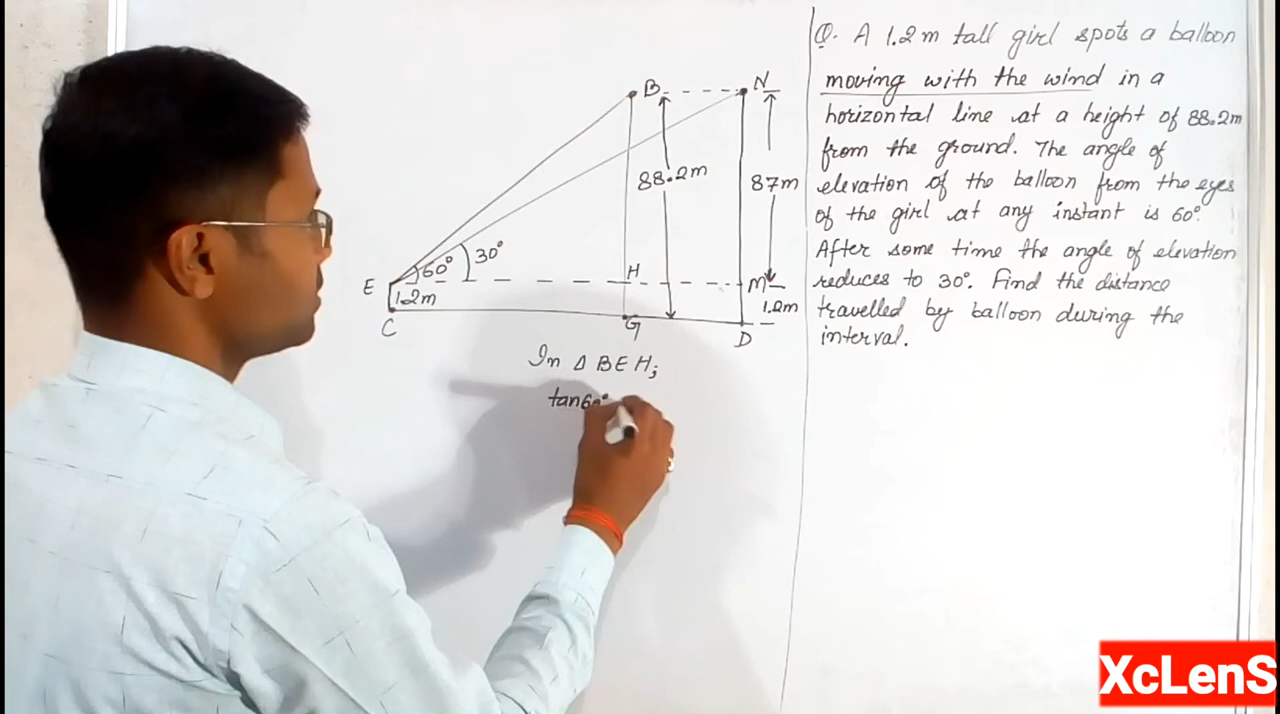 B
N
88.2m
87m
60°
30°
E
1.2m
H
M
1.2m
C
G
D
In Δ BEH;
tan60°
Q. A 1.2m tall girl spots a balloon
moving with the wind in a
horizontal line at a height of 88.2m
from the ground. The angle of
elevation of the balloon from the eyes
of the girl at any instant is 60°.
After some time the angle of elevation
reduces to 30°. Find the distance
travelled by balloon during the
interval.
XcLenS